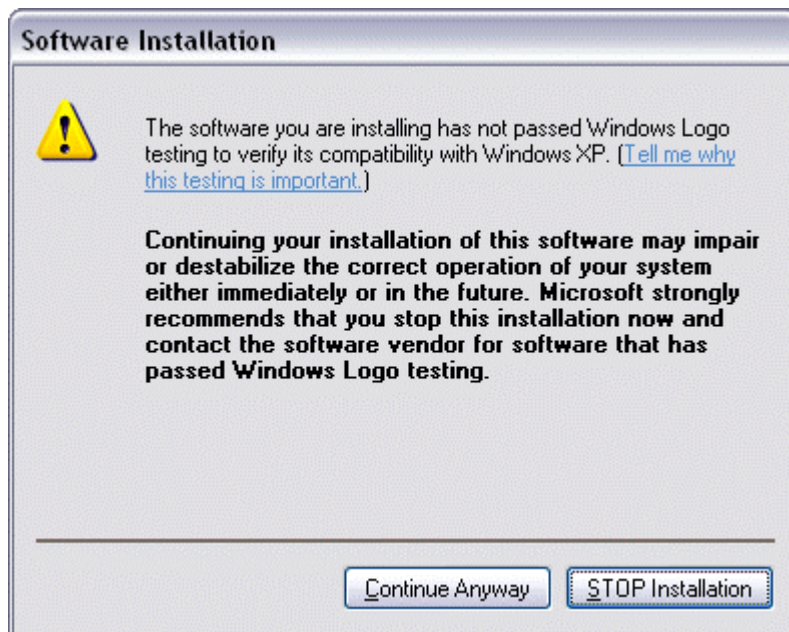 Software Installation
The software you are installing has not passed Windows Logo
testing to verify its compatibility with Windows XP. (Tell me why
this testing is important.)
Continuing your installation of this software may impair
or destabilize the correct operation of your system
either immediately or in the future. Microsoft strongly
recommends that you stop this installation now and
contact the software vendor for software that has
passed Windows Logo testing.
Continue Anyway
STOP Installation